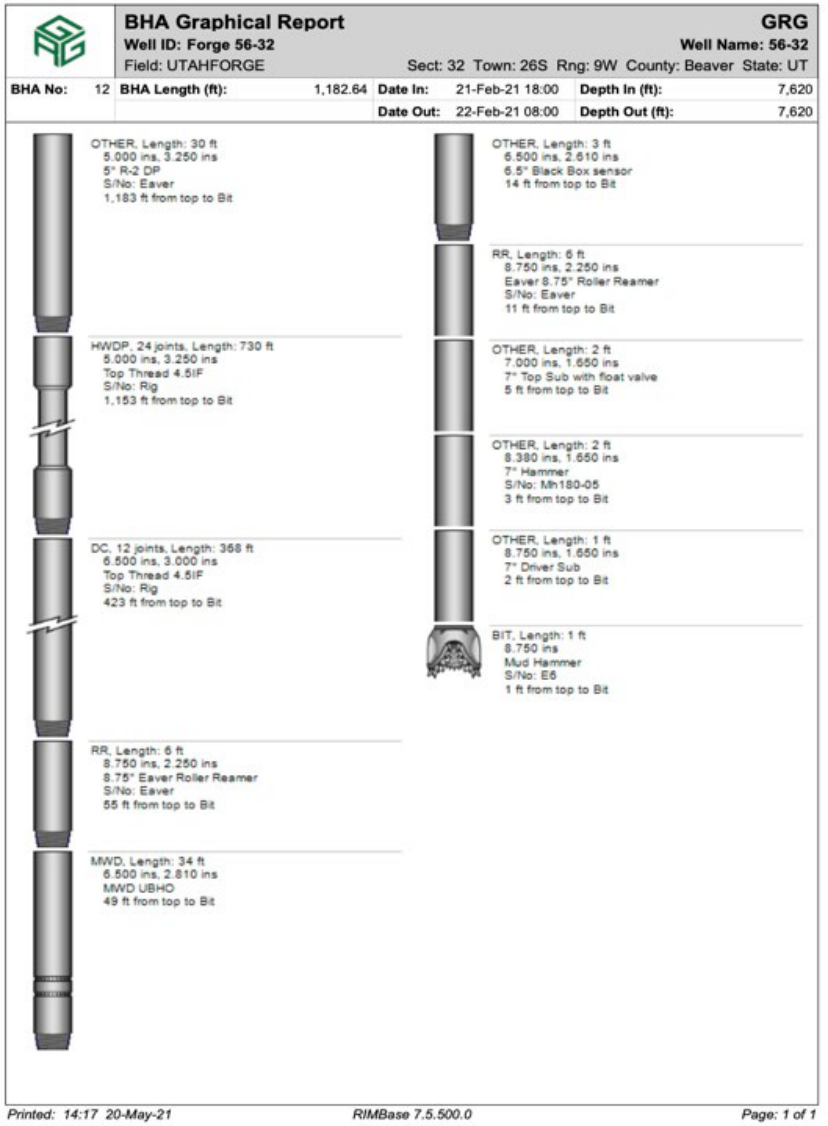 GRG
BHA Graphical Report
GRG
Well ID: Forge 56-32
Well Name: 56-32
Field: UTAHFORGE
Sect: 32 Town: 26S Rng: 9W County: Beaver State: UT
BHA No: 12 BHA Length (ft): 1,182.64 Date In: 21-Feb-21 18:00 Depth In (ft): 7,620
Date Out: 22-Feb-21 08:00 Depth Out (ft): 7,620
OTHER, Length: 30 ft
5.000 ins, 3.250 ins
5" R-2 DP
S/No: Eaver
1,183 ft from top to Bit
HWDP, 24 joints, Length: 730 ft
5.000 ins, 3.250 ins
Top Thread 4.5IF
S/No: Rig
1,153 ft from top to Bit
DC, 12 joints, Length: 368 ft
6.500 ins, 3.000 ins
Top Thread 4.5IF
S/No: Rig
423 ft from top to Bit
RR, Length: 6 ft
8.750 ins, 2.250 ins
8.75" Eaver Roller Reamer
S/No: Eaver
55 ft from top to Bit
MWD, Length: 34 ft
6.500 ins, 2.810 ins
MWD UBHO
49 ft from top to Bit
OTHER, Length: 3 ft
6.500 ins, 2.610 ins
6.5" Black Box sensor
14 ft from top to Bit
RR, Length: 6 ft
8.750 ins, 2.250 ins
Eaver 8.75" Roller Reamer
S/No: Eaver
11 ft from top to Bit
OTHER, Length: 2 ft
7.000 ins, 1.650 ins
7" Top Sub with float valve
5 ft from top to Bit
OTHER, Length: 2 ft
8.380 ins, 1.650 ins
7" Hammer
S/No: Mh180-05
3 ft from top to Bit
OTHER, Length: 1 ft
8.750 ins, 1.650 ins
7" Driver Sub
2 ft from top to Bit
BIT, Length: 1 ft
8.750 ins
Mud Hammer
S/No: E6
1 ft from top to Bit
Printed: 14:17 20-May-21
RIMBase 7.5.500.0
Page: 1 of 1